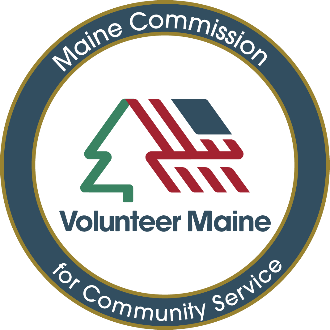 Maine Commission
Volunteer Maine
for Community Service